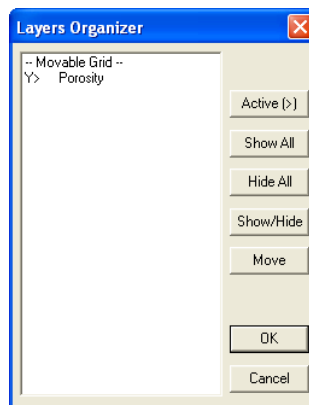 Layers Organizer
-- Movable Grid --
Y> Porosity
Active (>)
Show All
Hide All
Show/Hide
Move
OK
Cancel